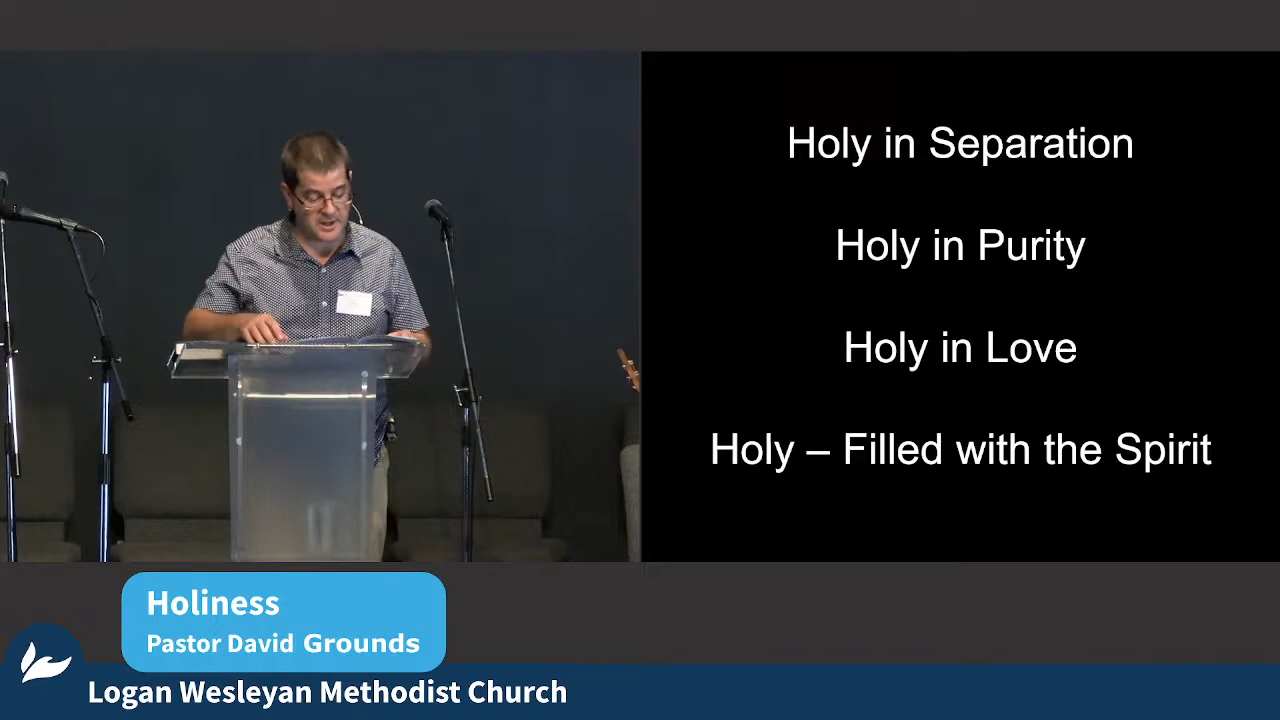 Holy in Separation
Holy in Purity
Holy in Love
Holy – Filled with the Spirit
Holiness
Pastor David Grounds
Logan Wesleyan Methodist Church